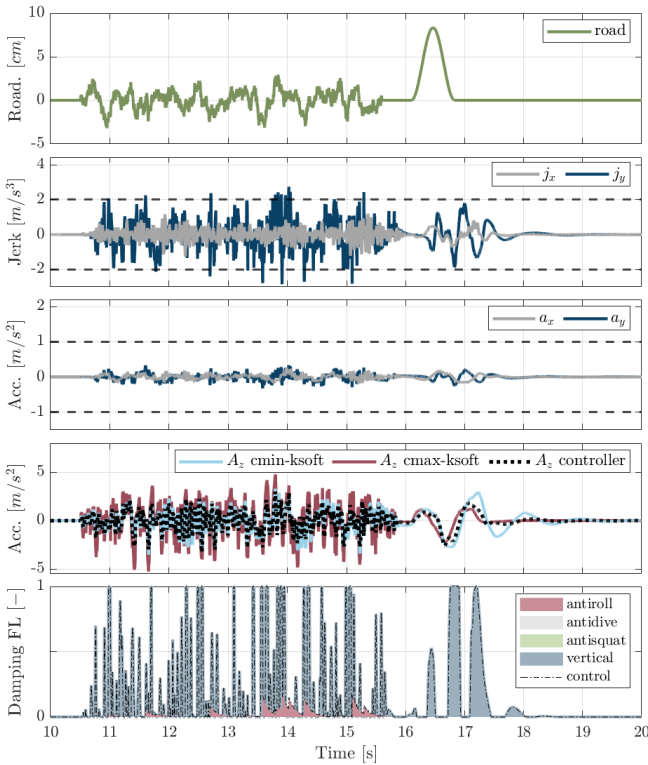 10
5
0
-5
Road. [cm]
road
4
2
0
-2
Jerk [m/s³]
j_x j_y
2
1
0
-1
Acc. [m/s²]
a_x a_y
5
0
-5
Acc. [m/s²]
A_z cmin-ksoft A_z cmax-ksoft A_z controller
1
0.5
0
Damping FL [−]
antiroll
antidive
antisquat
vertical
control
10 11 12 13 14 15 16 17 18 19 20
Time [s]